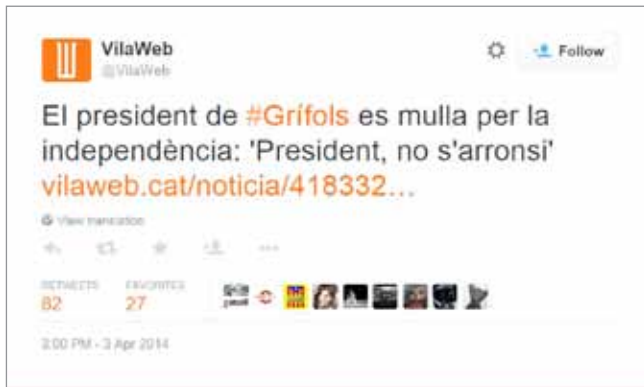 VilaWeb
@VilaWeb
Follow
El president de #Grífols es mulla per la
independència: 'President, no s'arronsi'
vilaweb.cat/noticia/418332...
View translation
RETWEETS FAVORITES
82 27
3:00 PM - 3 Apr 2014